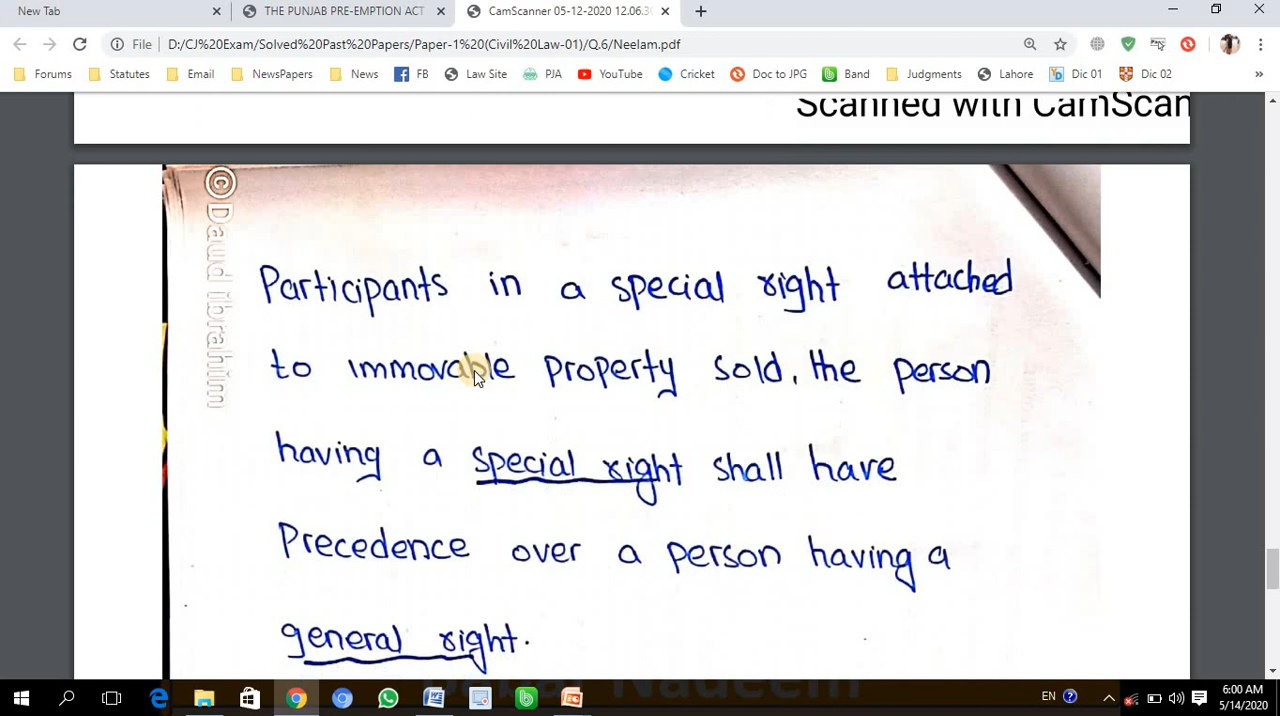 New Tab
THE PUNJAB PRE-EMPTION ACT
CamScanner 05-12-2020 12.06.3
File
D:/CJ%20Exam/Solved%20Past%20Papers/Paper-1%20(Civil%20Law-01)/Q.6/Neelam.pdf
Forums Statutes Email NewsPapers News FB Law Site PJA YouTube Cricket Doc to JPG Band Judgments Lahore Dic 01 Dic 02 »
Scanned with CamScan
©Daud Ibrahim
Participants in a special right attached
to immovable property sold, the person
having a special right shall have
Precedence over a person having a
general right.
EN
6:00 AM
5/14/2020